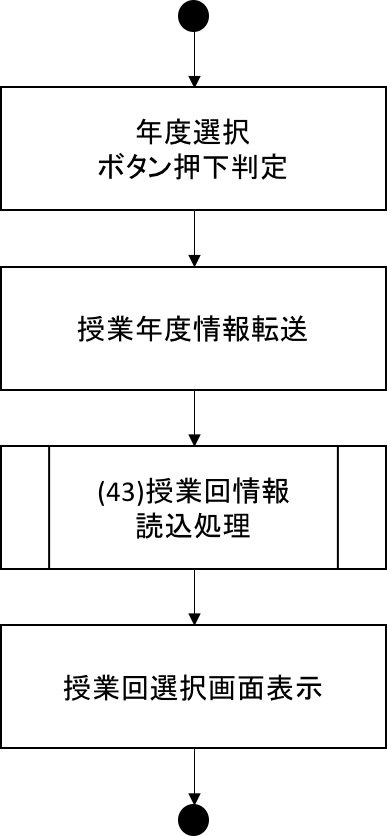 年度選択
ボタン押下判定
授業年度情報転送
(43)授業回情報
読込処理
授業回選択画面表示